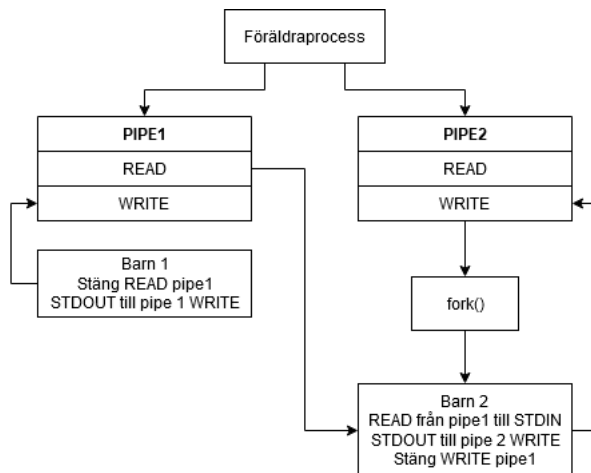 Föräldraprocess
PIPE1
READ
WRITE
Barn 1
Stäng READ pipe1
STDOUT till pipe 1 WRITE
PIPE2
READ
WRITE
fork()
Barn 2
READ från pipe1 till STDIN
STDOUT till pipe 2 WRITE
Stäng WRITE pipe1